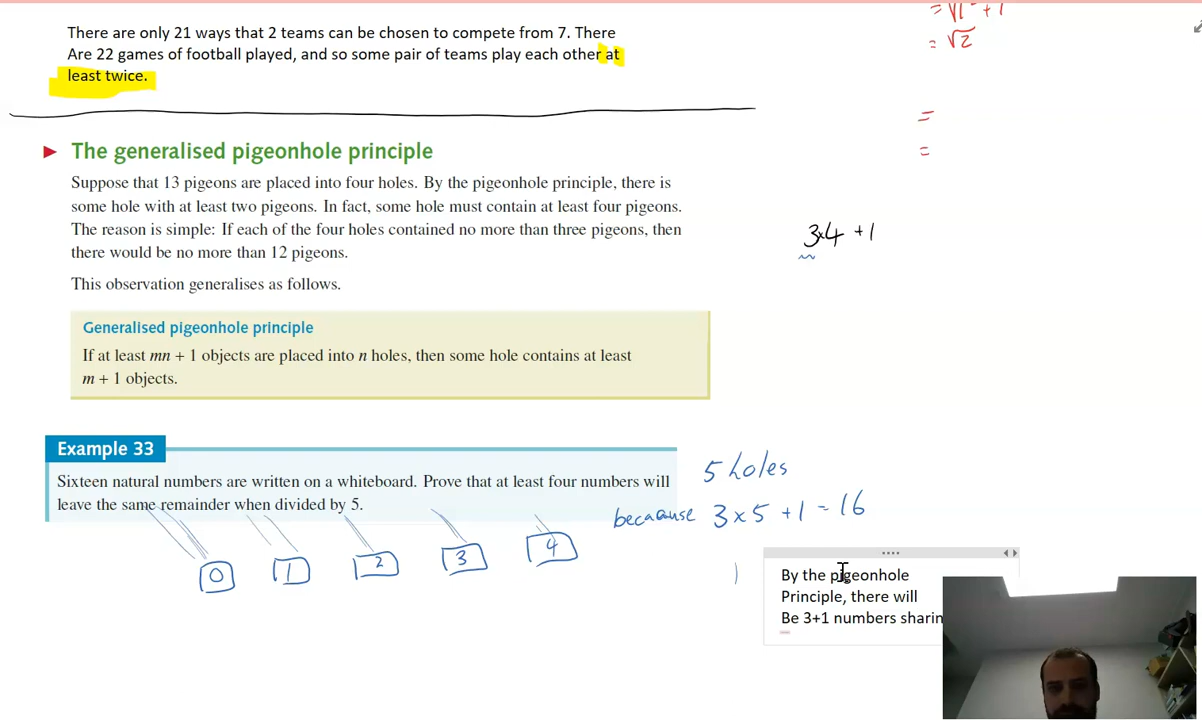 There are only 21 ways that 2 teams can be chosen to compete from 7. There
Are 22 games of football played, and so some pair of teams play each other at
least twice.
= √1² + 1
= √2
=
=
The generalised pigeonhole principle
Suppose that 13 pigeons are placed into four holes. By the pigeonhole principle, there is
some hole with at least two pigeons. In fact, some hole must contain at least four pigeons.
The reason is simple: If each of the four holes contained no more than three pigeons, then
there would be no more than 12 pigeons.
3×4 + 1
This observation generalises as follows.
Generalised pigeonhole principle
If at least mn + 1 objects are placed into n holes, then some hole contains at least
m + 1 objects.
Example 33
Sixteen natural numbers are written on a whiteboard. Prove that at least four numbers will
leave the same remainder when divided by 5.
5 holes
becaause 3 × 5 + 1 = 16
0 1 2 3 4
By the pigeonhole
Principle, there will
Be 3+1 numbers sharin